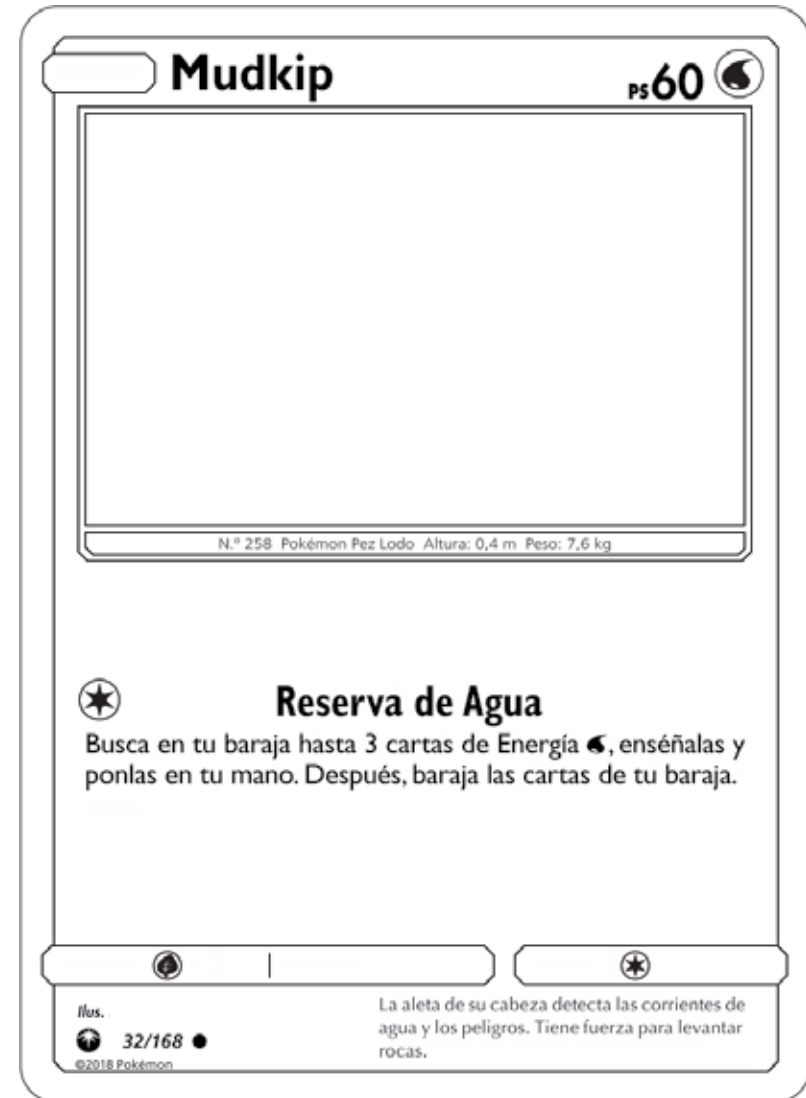 Mudkip PS60
N.º 258 Pokémon Pez Lodo Altura: 0,4 m Peso: 7,6 kg
Reserva de Agua
Busca en tu baraja hasta 3 cartas de Energía , enséñalas y
ponlas en tu mano. Después, baraja las cartas de tu baraja.
Ilus.
32/168
©2018 Pokémon
La aleta de su cabeza detecta las corrientes de
agua y los peligros. Tiene fuerza para levantar
rocas.